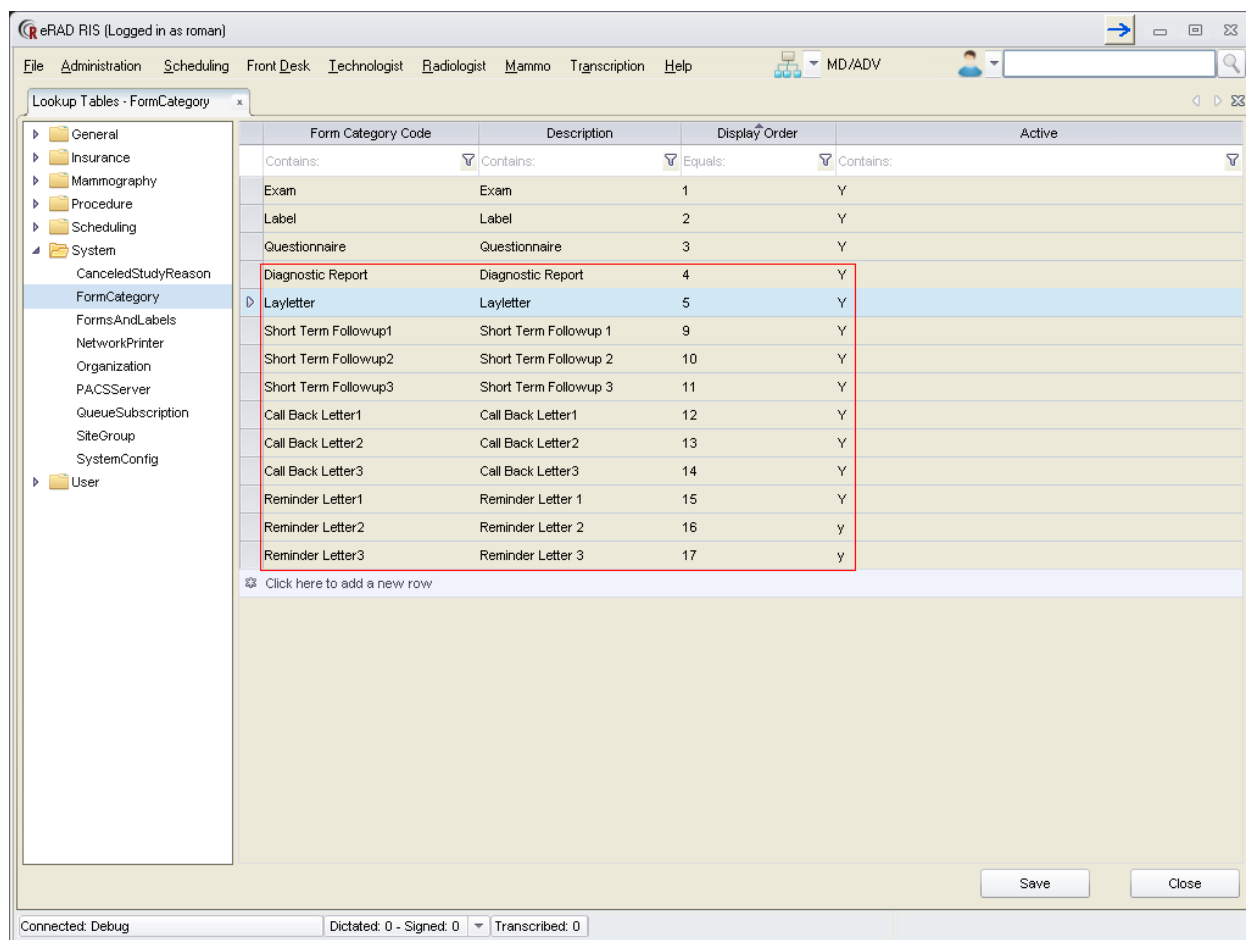 eRAD RIS (Logged in as roman)
File Administration Scheduling Front Desk Technologist Radiologist Mammo Transcription Help MD/ADV
Lookup Tables - FormCategory x
General
Insurance
Mammography
Procedure
Scheduling
System
CanceledStudyReason
FormCategory
FormsAndLabels
NetworkPrinter
Organization
PACSServer
QueueSubscription
SiteGroup
SystemConfig
User
Form Category Code Description Display Order Active
Contains: Contains: Equals: Contains:
Exam Exam 1 Y
Label Label 2 Y
Questionnaire Questionnaire 3 Y
Diagnostic Report Diagnostic Report 4 Y
Layletter Layletter 5 Y
Short Term Followup1 Short Term Followup 1 9 Y
Short Term Followup2 Short Term Followup 2 10 Y
Short Term Followup3 Short Term Followup 3 11 Y
Call Back Letter1 Call Back Letter1 12 Y
Call Back Letter2 Call Back Letter2 13 Y
Call Back Letter3 Call Back Letter3 14 Y
Reminder Letter1 Reminder Letter 1 15 Y
Reminder Letter2 Reminder Letter 2 16 y
Reminder Letter3 Reminder Letter 3 17 y
Click here to add a new row
Save Close
Connected: Debug Dictated: 0 - Signed: 0 Transcribed: 0